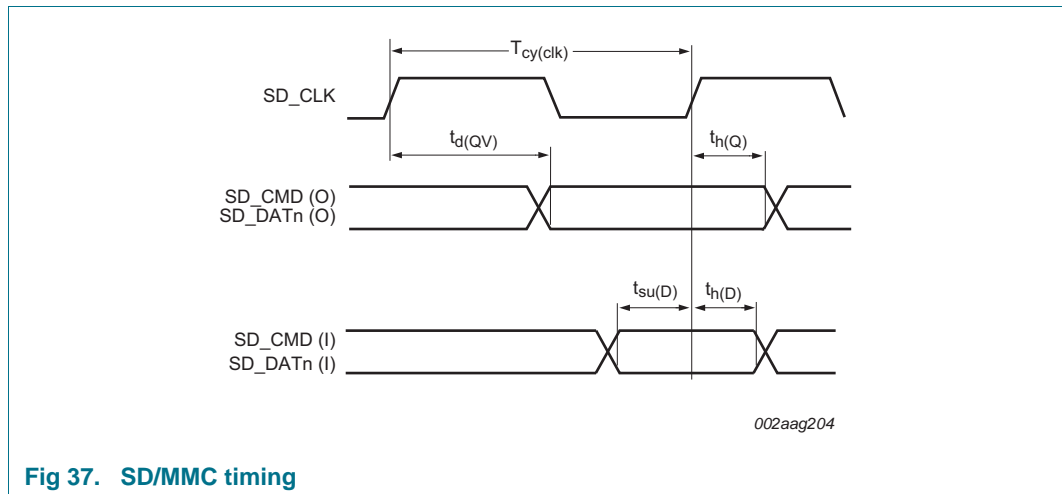 Tcy(clk)
SD_CLK
td(QV)
th(Q)
SD_CMD (O)
SD_DATn (O)
tsu(D)
th(D)
SD_CMD (I)
SD_DATn (I)
002aag204
Fig 37. SD/MMC timing